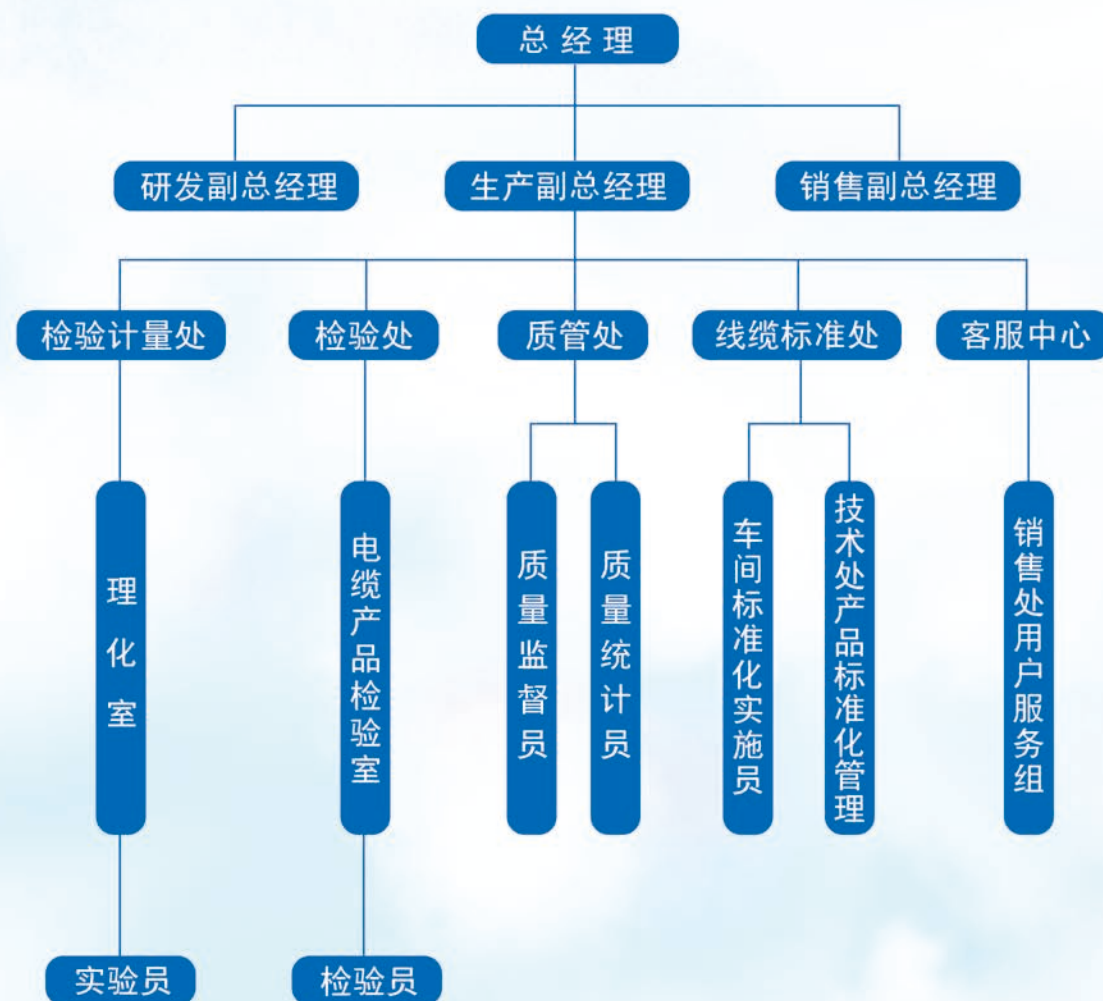 总经理
研发副总经理
生产副总经理
销售副总经理
检验计量处
检验处
质管处
线缆标准处
客服中心
理化室
电缆产品检验室
质量监督员
质量统计员
车间标准化实施员
技术处产品标准化管理
销售处用户服务组
实验员
检验员